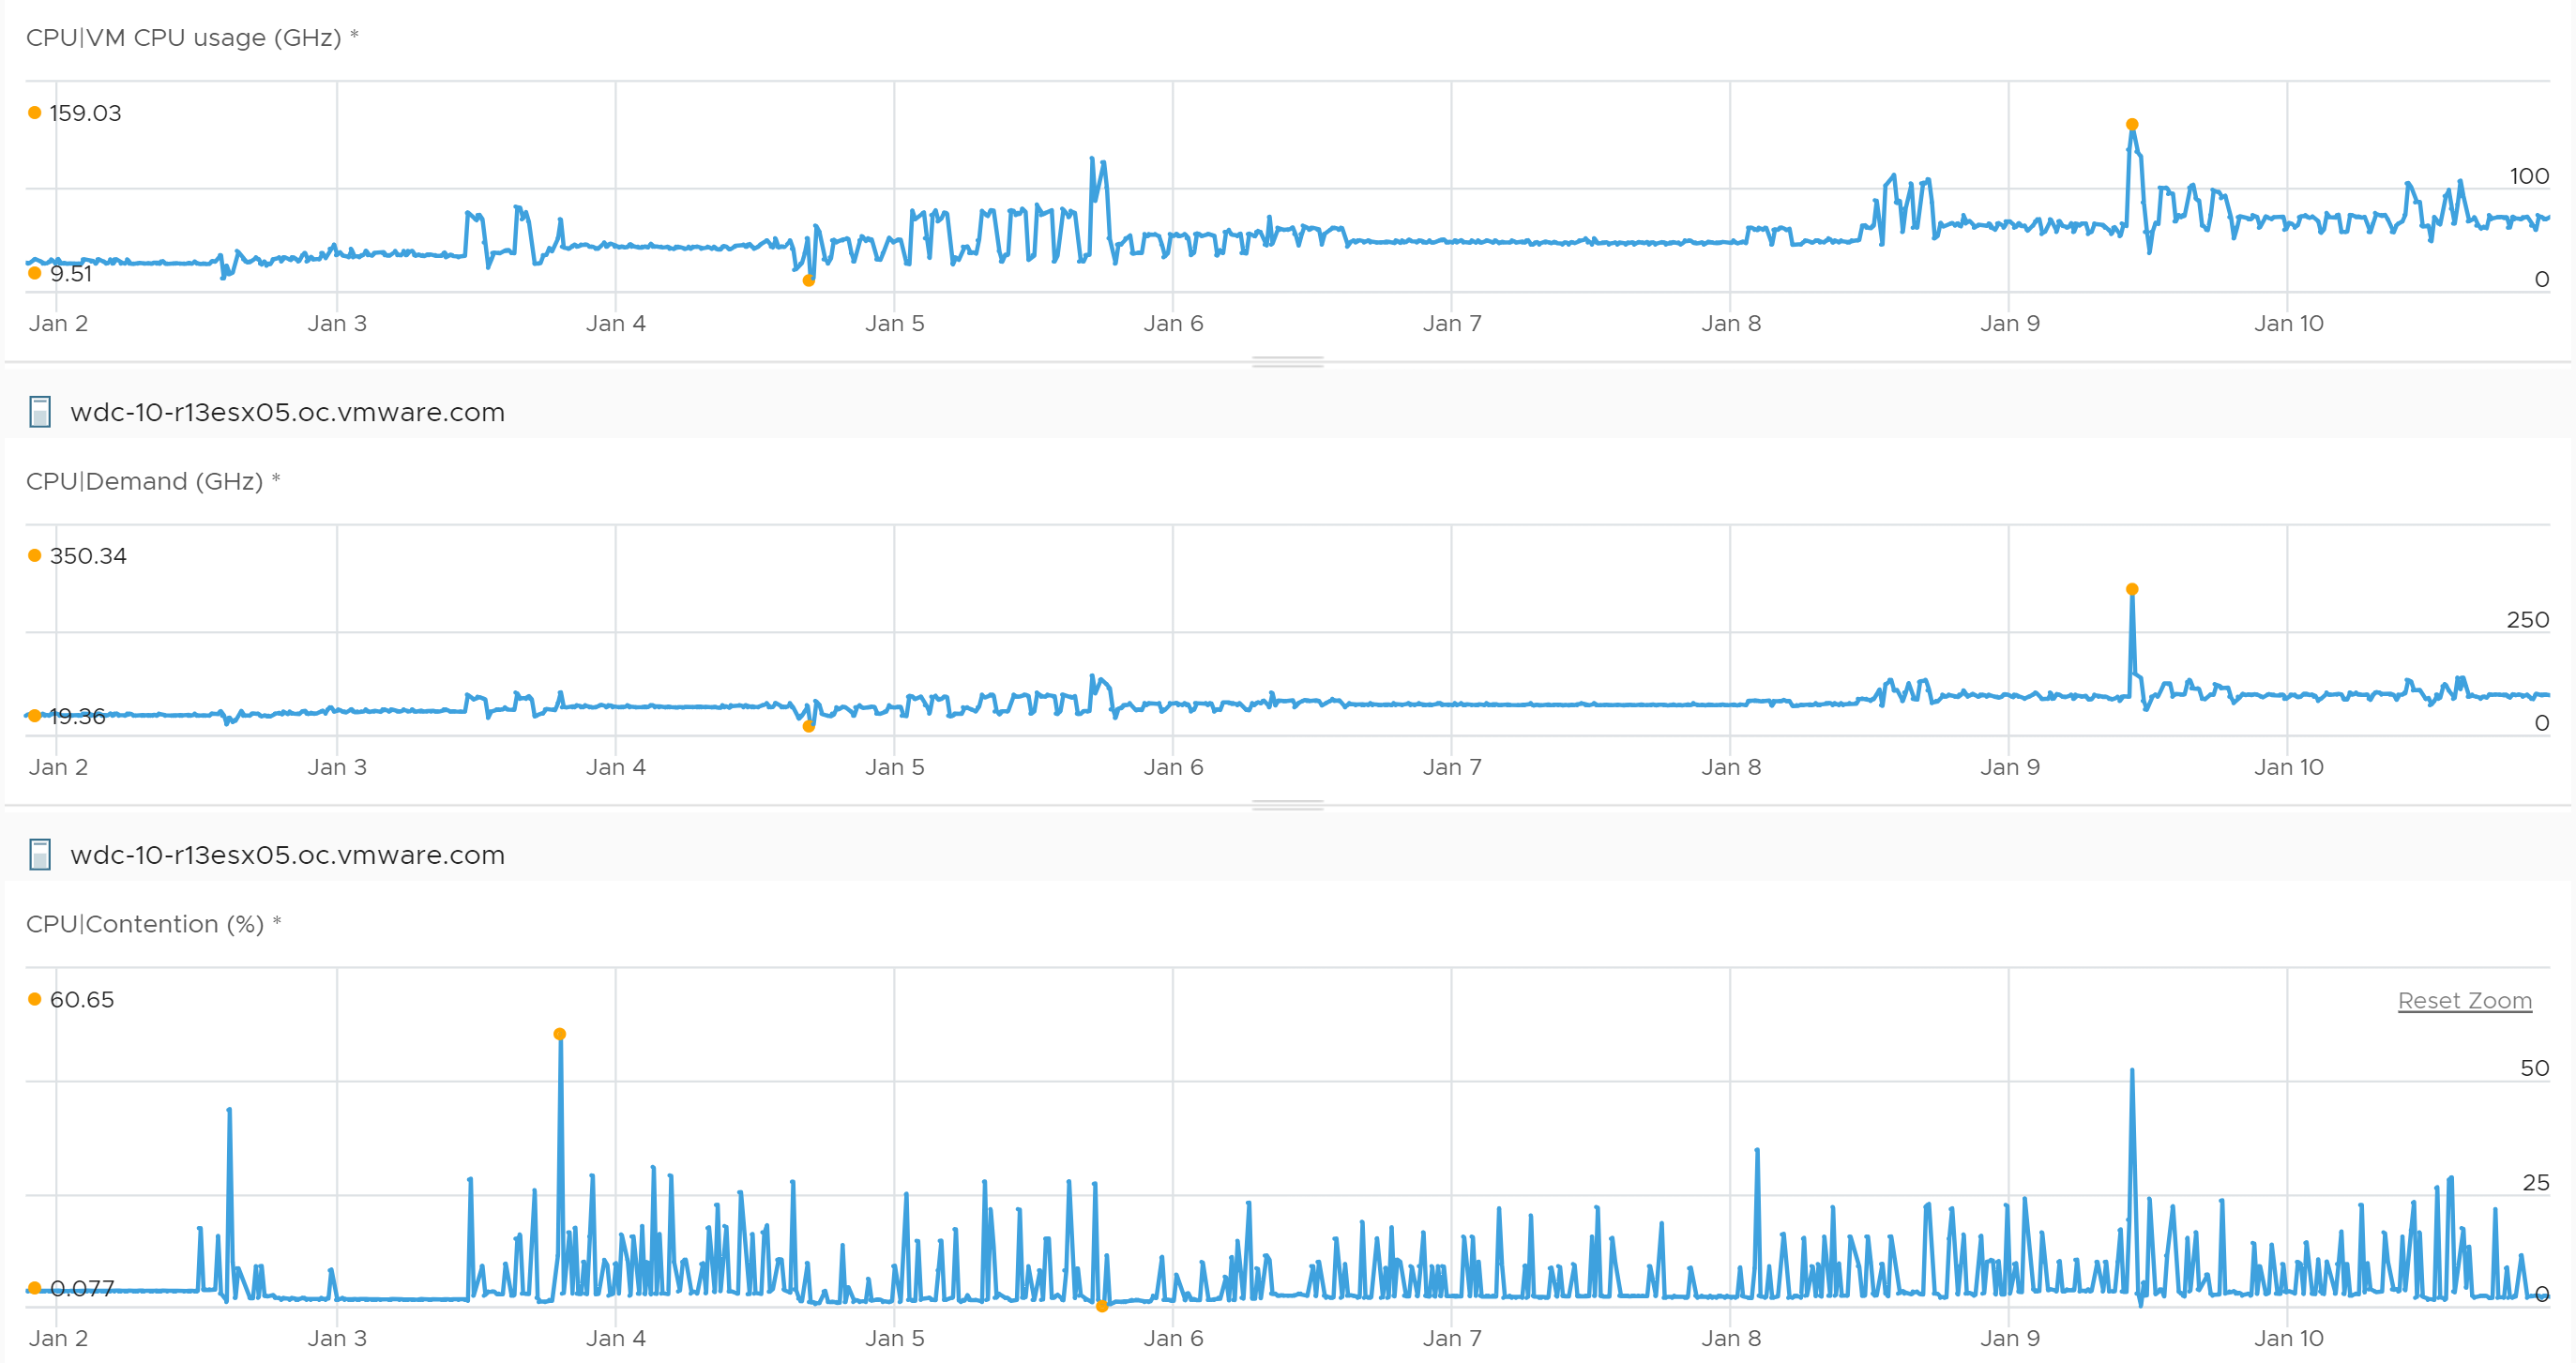 CPU|VM CPU usage (GHz) *
159.03
100
9.51
0
Jan 2 Jan 3 Jan 4 Jan 5 Jan 6 Jan 7 Jan 8 Jan 9 Jan 10
wdc-10-r13esx05.oc.vmware.com
CPU|Demand (GHz) *
350.34
250
19.36
0
Jan 2 Jan 3 Jan 4 Jan 5 Jan 6 Jan 7 Jan 8 Jan 9 Jan 10
wdc-10-r13esx05.oc.vmware.com
CPU|Contention (%) *
60.65
Reset Zoom
50
25
0.077
0
Jan 2 Jan 3 Jan 4 Jan 5 Jan 6 Jan 7 Jan 8 Jan 9 Jan 10